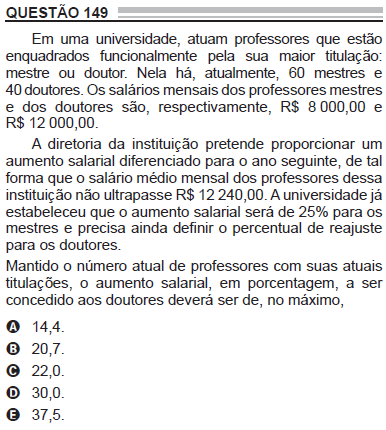 QUESTÃO 149
Em uma universidade, atuam professores que estão
enquadrados funcionalmente pela sua maior titulação:
mestre ou doutor. Nela há, atualmente, 60 mestres e
40 doutores. Os salários mensais dos professores mestres
e dos doutores são, respectivamente, R$ 8 000,00 e
R$ 12 000,00.
A diretoria da instituição pretende proporcionar um
aumento salarial diferenciado para o ano seguinte, de tal
forma que o salário médio mensal dos professores dessa
instituição não ultrapasse R$ 12 240,00. A universidade já
estabeleceu que o aumento salarial será de 25% para os
mestres e precisa ainda definir o percentual de reajuste
para os doutores.
Mantido o número atual de professores com suas atuais
titulações, o aumento salarial, em porcentagem, a ser
concedido aos doutores deverá ser de, no máximo,
A 14,4.
B 20,7.
C 22,0.
D 30,0.
E 37,5.